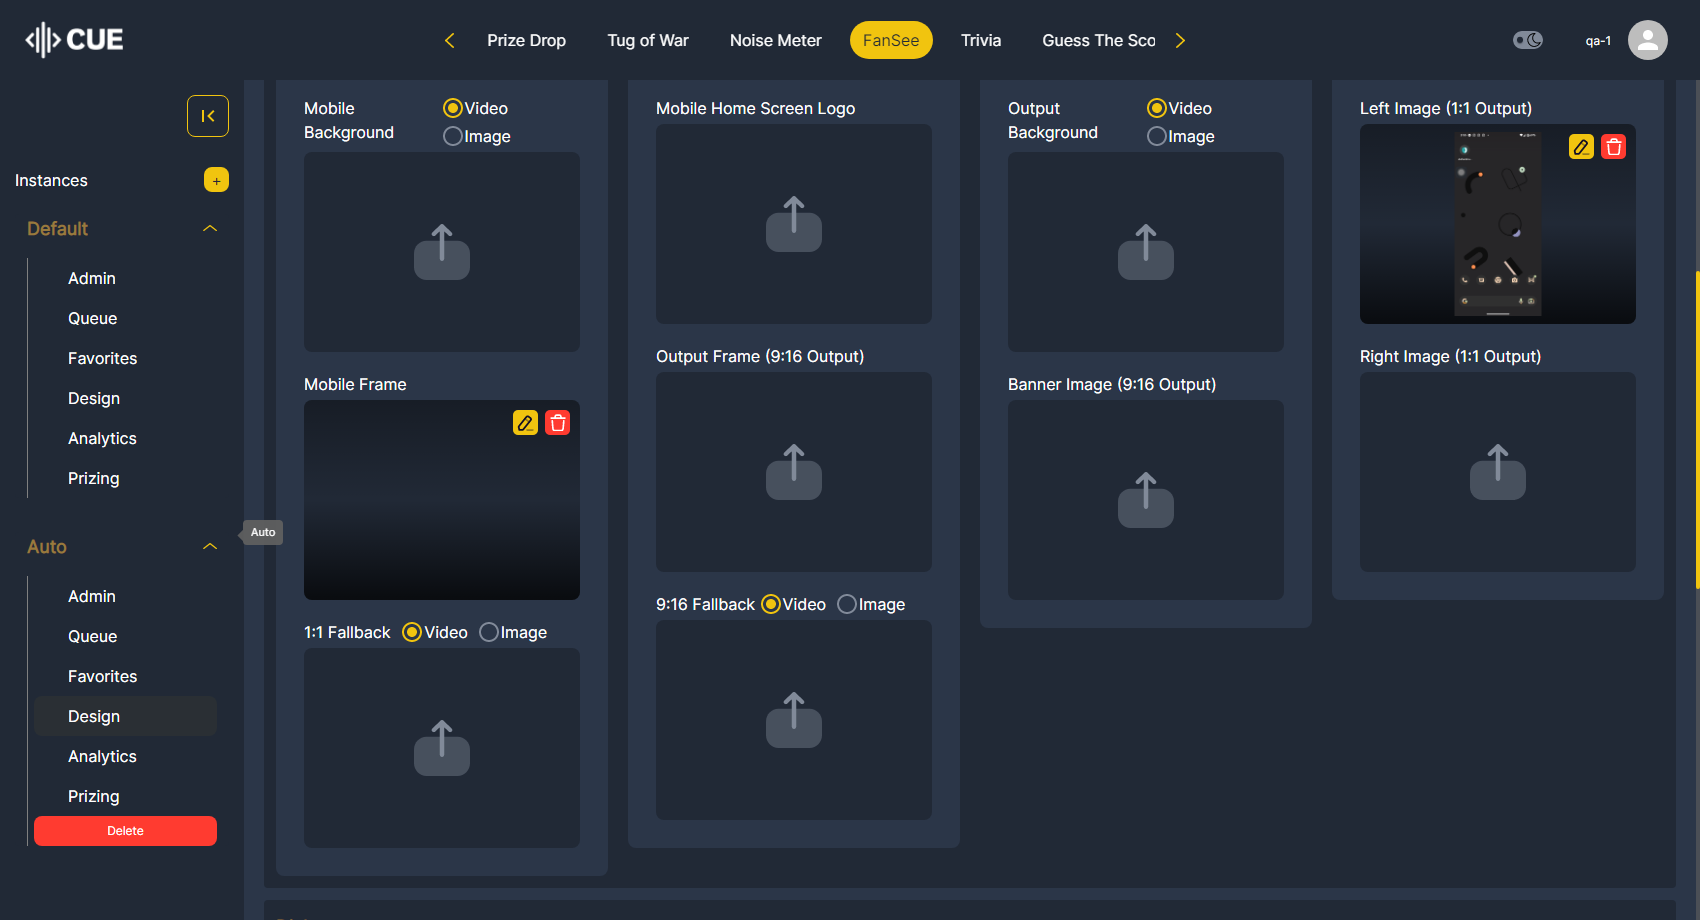 CUE
Prize Drop
Tug of War
Noise Meter
FanSee
Trivia
Guess The Sco
qa-1
Instances
+
Default
Admin
Queue
Favorites
Design
Analytics
Prizing
Auto
Auto
Admin
Queue
Favorites
Design
Analytics
Prizing
Delete
Mobile
Background
Video
Image
Mobile Frame
1:1 Fallback
Video
Image
Mobile Home Screen Logo
Output Frame (9:16 Output)
9:16 Fallback
Video
Image
Output
Background
Video
Image
Banner Image (9:16 Output)
Left Image (1:1 Output)
Right Image (1:1 Output)